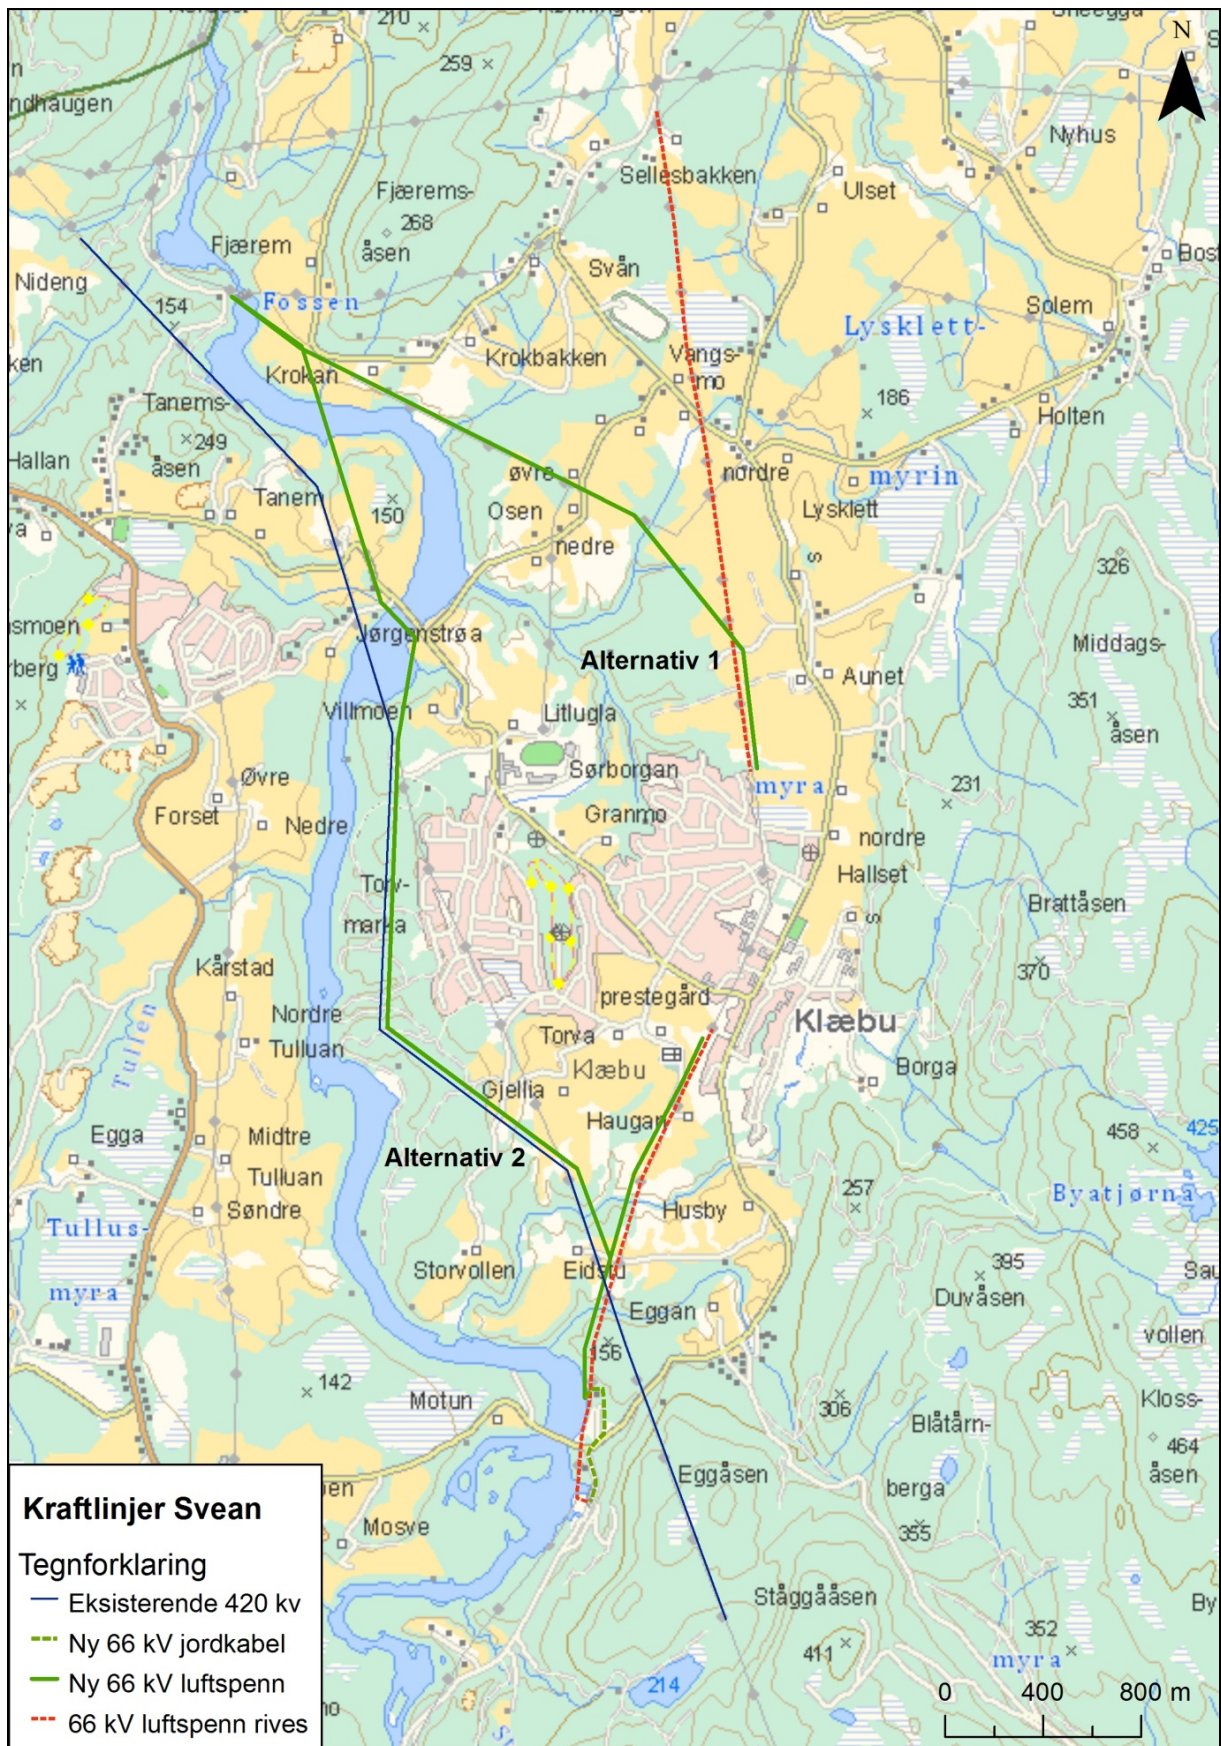 210
259
N
ndhaugen
Nyhus
Sellesbakken
Ulset
Fjærems-
268
åsen
Fjærem
Nideng
Svån
Fossen
154
Solem
Lysklett-
ken
Krokbakken
Vangs-
mo
Krokan
Tanems-
186
Holten
249
åsen
Hallan
øvre
nordre
myrin
Tanem
150
Osen
Lysklett
va
nedre
S
326
smoen
Jørgenstrøa
Middags-
rberg
Alternativ 1
Aunet
Villmoen
Litlugla
351
åsen
Øvre
Sørborgan
myra
231
Forset
Nedre
Granmo
nordre
Hallset
Torv-
marka
S
Brattåsen
Kårstad
370
prestegård
Nordre
Tulluan
Torva
Klæbu
Tullen
Klæbu
Gjellia
Borga
Egga
Midtre
Tulluan
Haugan
458
425
Alternativ 2
257
Byatjørna
Søndre
Husby
Tullus-
myra
Storvollen
Eidstu
395
Sau
Duvåsen
Eggan
vollen
156
142
Motun
306
Kloss-
Blåtårn-
464
åsen
Eggåsen
berga
Mosve
355
Ståggååsen
By
352
411
myra
214
Kraftlinjer Svean
Tegnforklaring
Eksisterende 420 kv
Ny 66 kV jordkabel
Ny 66 kV luftspenn
66 kV luftspenn rives
0 400 800 m